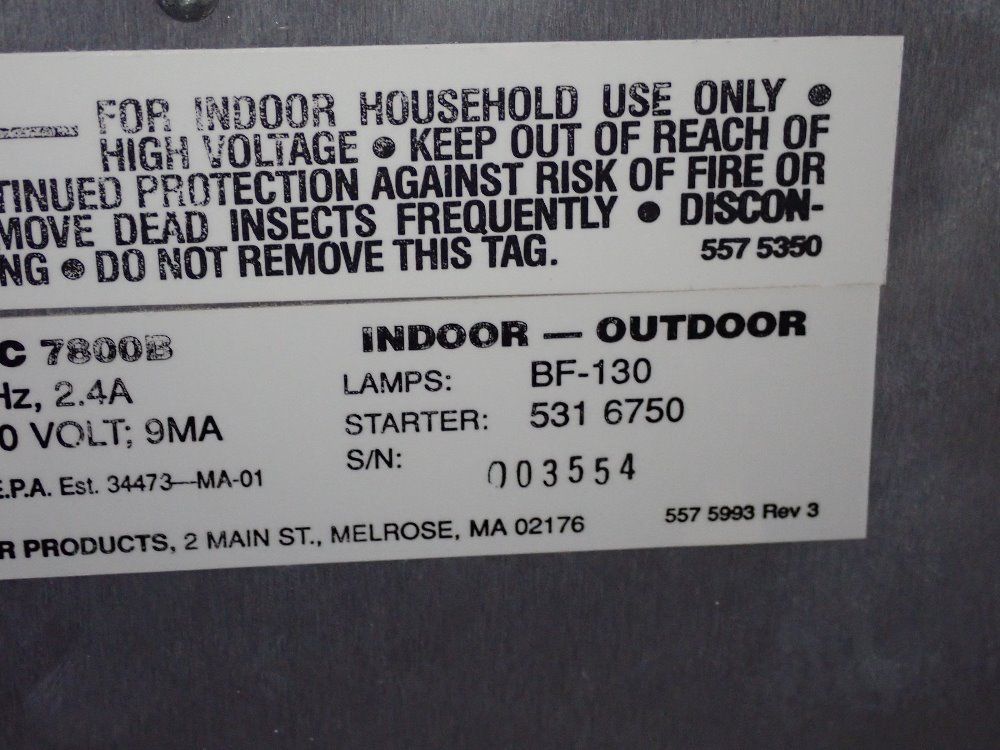 FOR INDOOR HOUSEHOLD USE ONLY •
HIGH VOLTAGE • KEEP OUT OF REACH OF
TINUED PROTECTION AGAINST RISK OF FIRE OR
MOVE DEAD INSECTS FREQUENTLY • DISCON-
NG • DO NOT REMOVE THIS TAG. 557 5350
C 7800B INDOOR — OUTDOOR
Hz, 2.4A LAMPS: BF-130
0 VOLT; 9MA STARTER: 531 6750
E.P.A. Est. 34473—MA-01 S/N: 003554
R PRODUCTS, 2 MAIN ST., MELROSE, MA 02176 557 5993 Rev 3